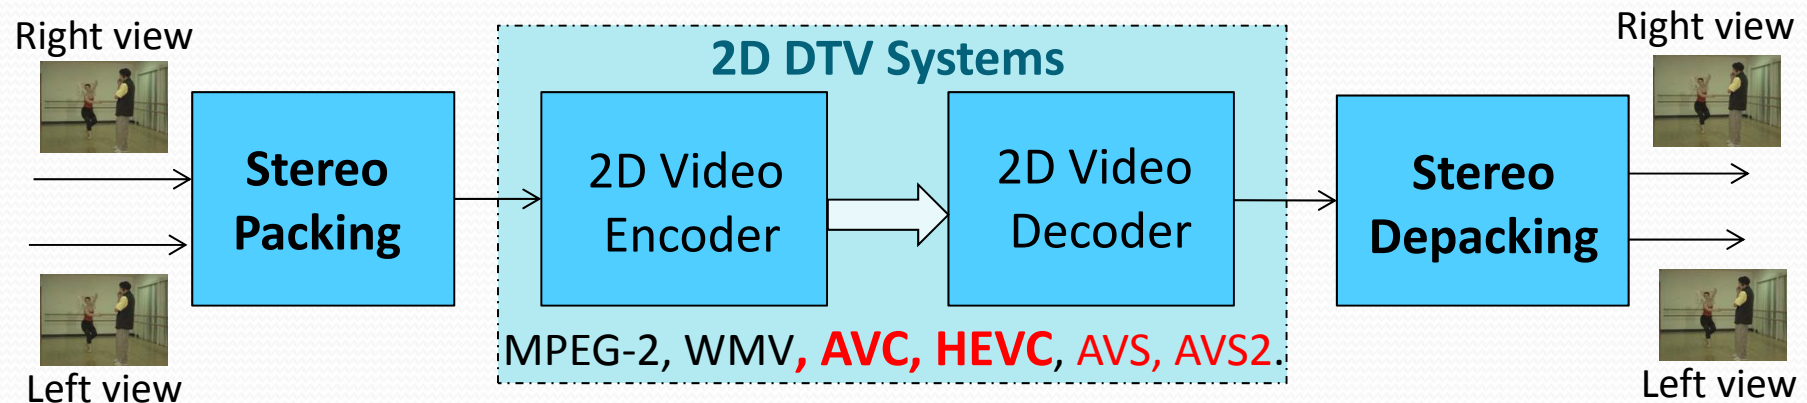 Right view
Left view
Stereo
Packing
2D DTV Systems
2D Video
Encoder
2D Video
Decoder
MPEG-2, WMV, AVC, HEVC, AVS, AVS2.
Stereo
Depacking
Right view
Left view